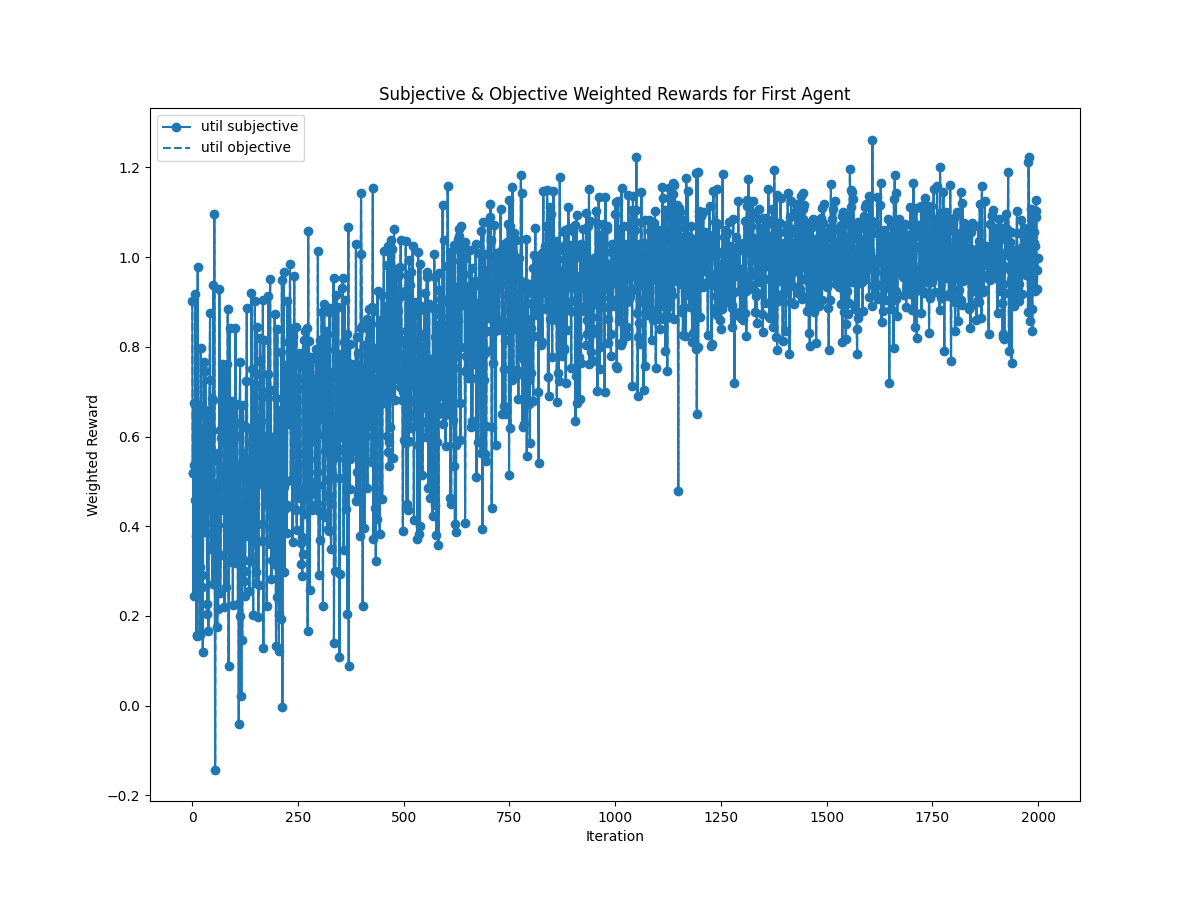 Subjective & Objective Weighted Rewards for First Agent
util subjective
util objective
1.2
1.0
0.8
0.6
0.4
0.2
0.0
−0.2
Weighted Reward
0 250 500 750 1000 1250 1500 1750 2000
Iteration